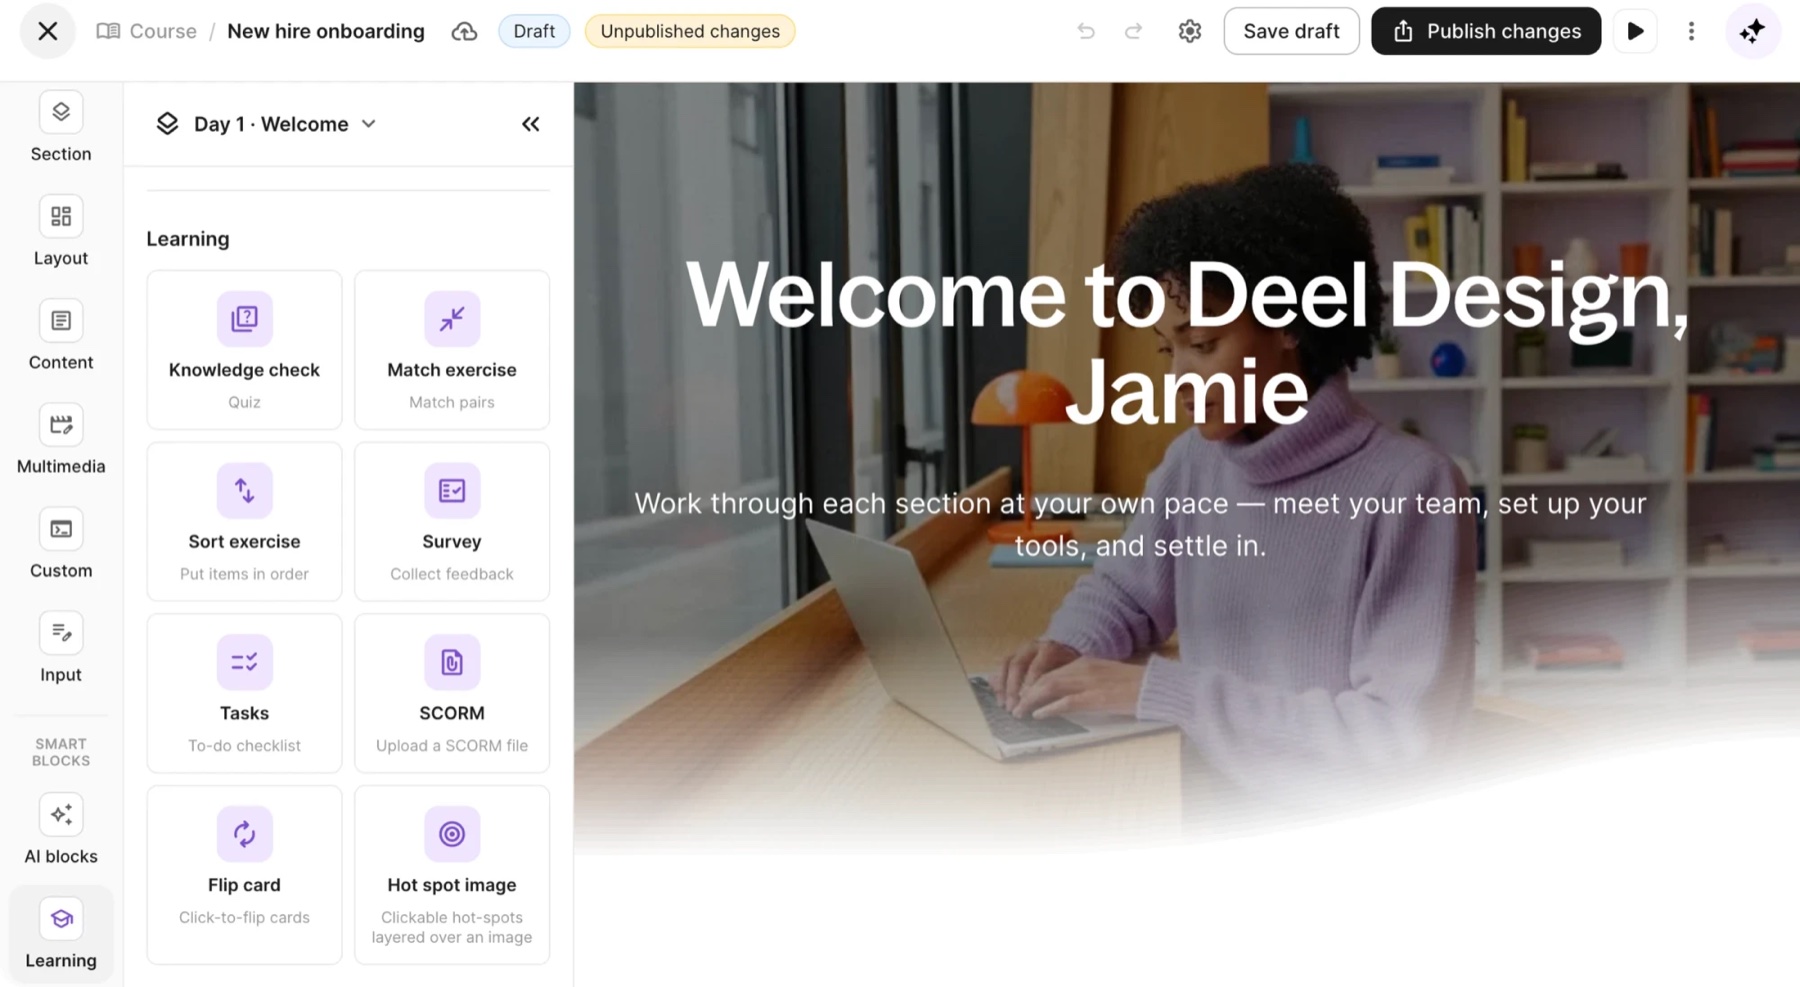 Course / New hire onboarding Draft Unpublished changes Save draft Publish changes
Section
Layout
Content
Multimedia
Custom
Input
SMART
BLOCKS
AI blocks
Learning
Day 1 · Welcome
Learning
Knowledge check
Quiz
Match exercise
Match pairs
Sort exercise
Put items in order
Survey
Collect feedback
Tasks
To-do checklist
SCORM
Upload a SCORM file
Flip card
Click-to-flip cards
Hot spot image
Clickable hot-spots
layered over an image
Welcome to Deel Design,
Jamie
Work through each section at your own pace — meet your team, set up your
tools, and settle in.